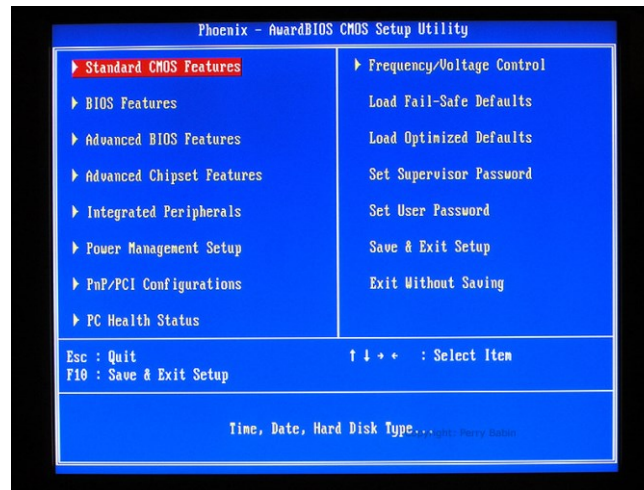 Phoenix - AwardBIOS CMOS Setup Utility
Standard CMOS Features
BIOS Features
Advanced BIOS Features
Advanced Chipset Features
Integrated Peripherals
Power Management Setup
PnP/PCI Configurations
PC Health Status
Frequency/Voltage Control
Load Fail-Safe Defaults
Load Optimized Defaults
Set Supervisor Password
Set User Password
Save & Exit Setup
Exit Without Saving
Esc : Quit
F10 : Save & Exit Setup
↑ ↓ → ← : Select Item
Time, Date, Hard Disk Type...
Copyright: Perry Babin